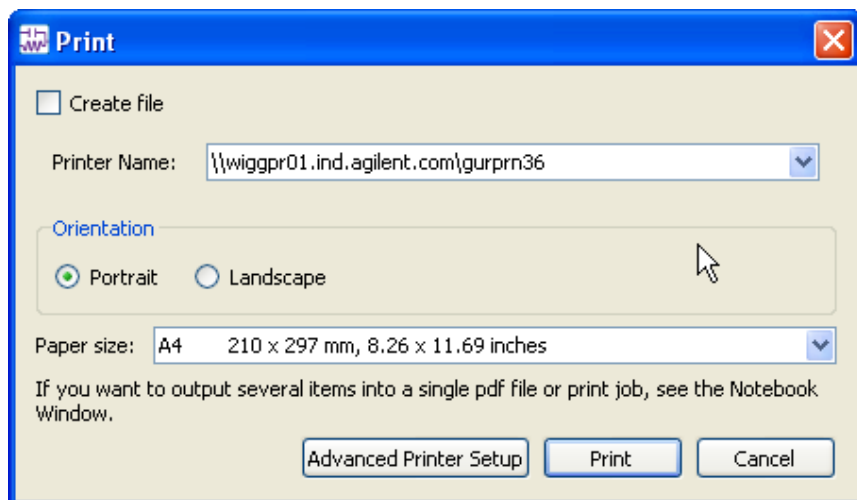 Print
Create file
Printer Name: \\wiggpr01.ind.agilent.com\gurprn36
Orientation
Portrait Landscape
Paper size: A4 210 x 297 mm, 8.26 x 11.69 inches
If you want to output several items into a single pdf file or print job, see the Notebook
Window.
Advanced Printer Setup Print Cancel